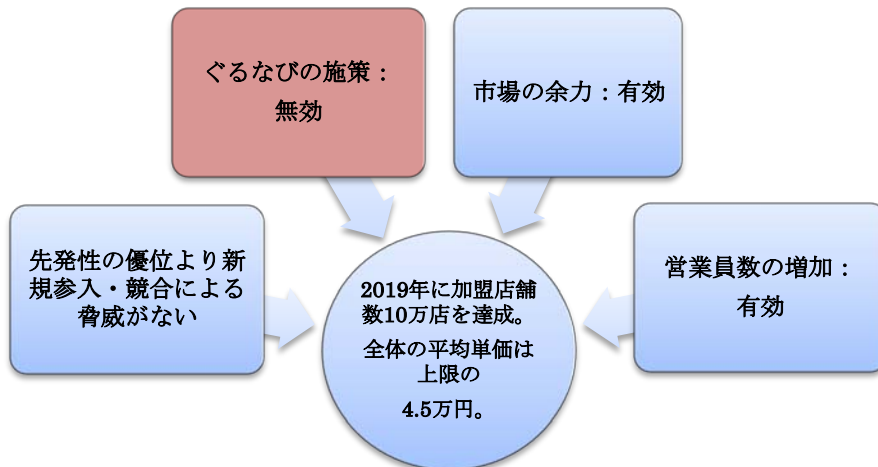 ぐるなびの施策：
無効
市場の余力：有効
先発性の優位より新
規参入・競合による
脅威がない
2019年に加盟店舗
数10万店を達成。
全体の平均単価は
上限の
4.5万円。
営業員数の増加：
有効